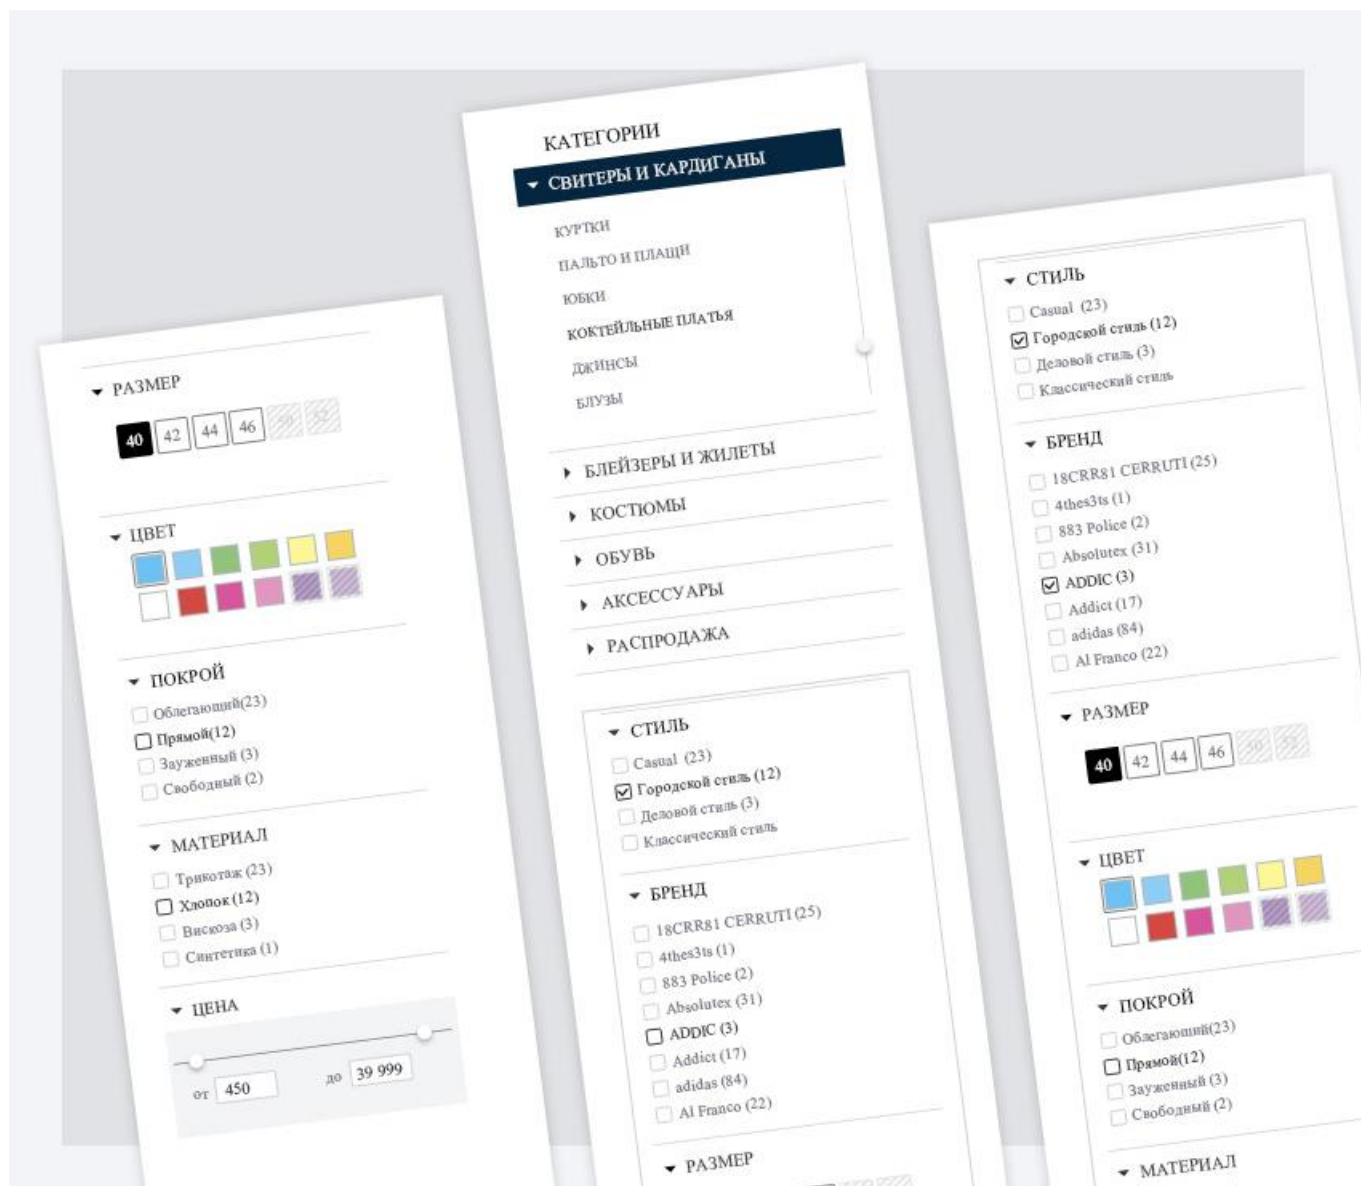 РАЗМЕР
40 42 44 46
ЦВЕТ
ПОКРОЙ
Облегающий(23)
Прямой(12)
Зауженный (3)
Свободный (2)
МАТЕРИАЛ
Трикотаж (23)
Хлопок (12)
Вискоза (3)
Синтетика (1)
ЦЕНА
от 450 до 39 999
КАТЕГОРИИ
СВИТЕРЫ И КАРДИГАНЫ
КУРТКИ
ПАЛЬТО И ПЛАЩИ
ЮБКИ
КОКТЕЙЛЬНЫЕ ПЛАТЬЯ
ДЖИНСЫ
БЛУЗЫ
БЛЕЙЗЕРЫ И ЖИЛЕТЫ
КОСТЮМЫ
ОБУВЬ
АКСЕССУАРЫ
РАСПРОДАЖА
СТИЛЬ
Casual (23)
Городской стиль (12)
Деловой стиль (3)
Классический стиль
БРЕНД
18CRR81 CERRUTI (25)
4thes3ts (1)
883 Police (2)
Absolutex (31)
ADDIC (3)
Addict (17)
adidas (84)
Al Franco (22)
РАЗМЕР
СТИЛЬ
Casual (23)
Городской стиль (12)
Деловой стиль (3)
Классический стиль
БРЕНД
18CRR81 CERRUTI (25)
4thes3ts (1)
883 Police (2)
Absolutex (31)
ADDIC (3)
Addict (17)
adidas (84)
Al Franco (22)
РАЗМЕР
40 42 44 46
ЦВЕТ
ПОКРОЙ
Облегающий(23)
Прямой(12)
Зауженный (3)
Свободный (2)
МАТЕРИАЛ